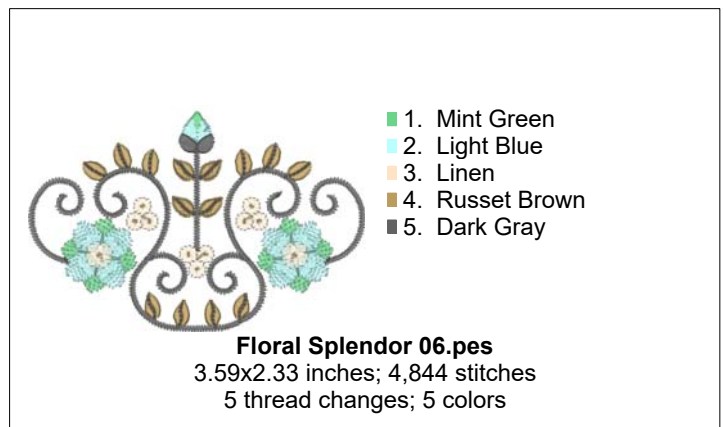 1. Mint Green
2. Light Blue
3. Linen
4. Russet Brown
5. Dark Gray
Floral Splendor 06.pes
3.59x2.33 inches; 4,844 stitches
5 thread changes; 5 colors